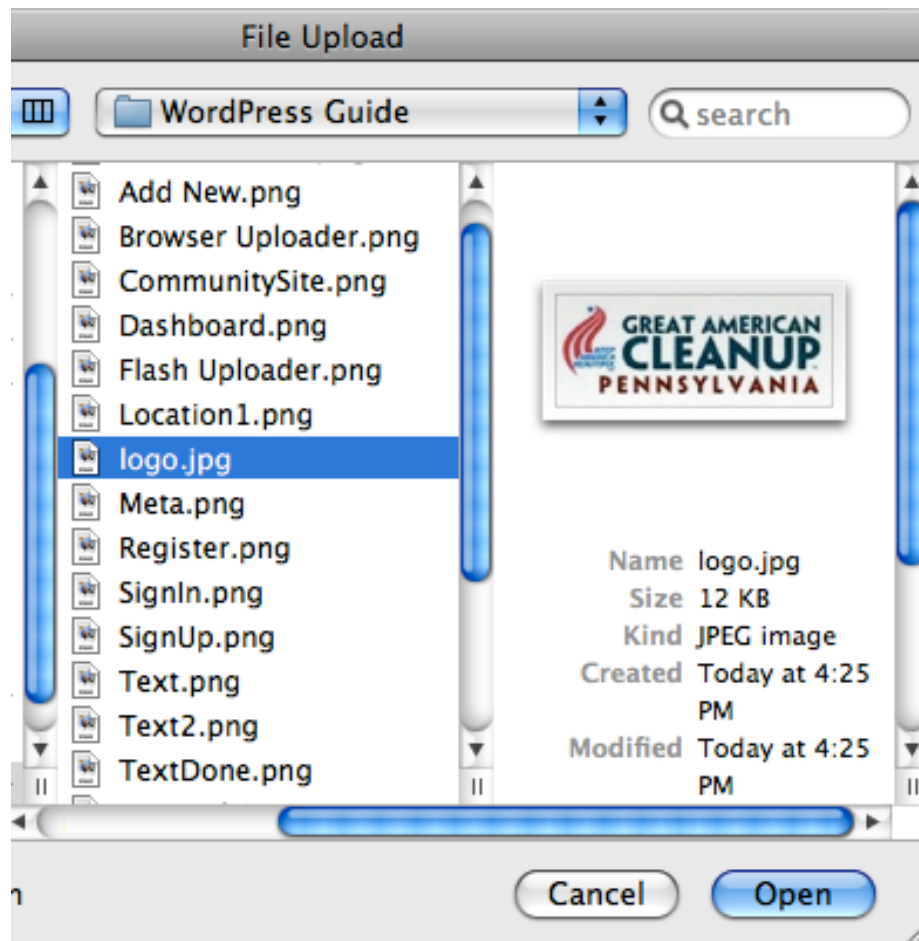 File Upload
WordPress Guide
search
Add New.png
Browser Uploader.png
CommunitySite.png
Dashboard.png
Flash Uploader.png
Location1.png
logo.jpg
Meta.png
Register.png
SignIn.png
SignUp.png
Text.png
Text2.png
TextDone.png
GREAT AMERICAN
CLEANUP
PENNSYLVANIA
Name logo.jpg
Size 12 KB
Kind JPEG image
Created Today at 4:25
PM
Modified Today at 4:25
PM
Cancel
Open